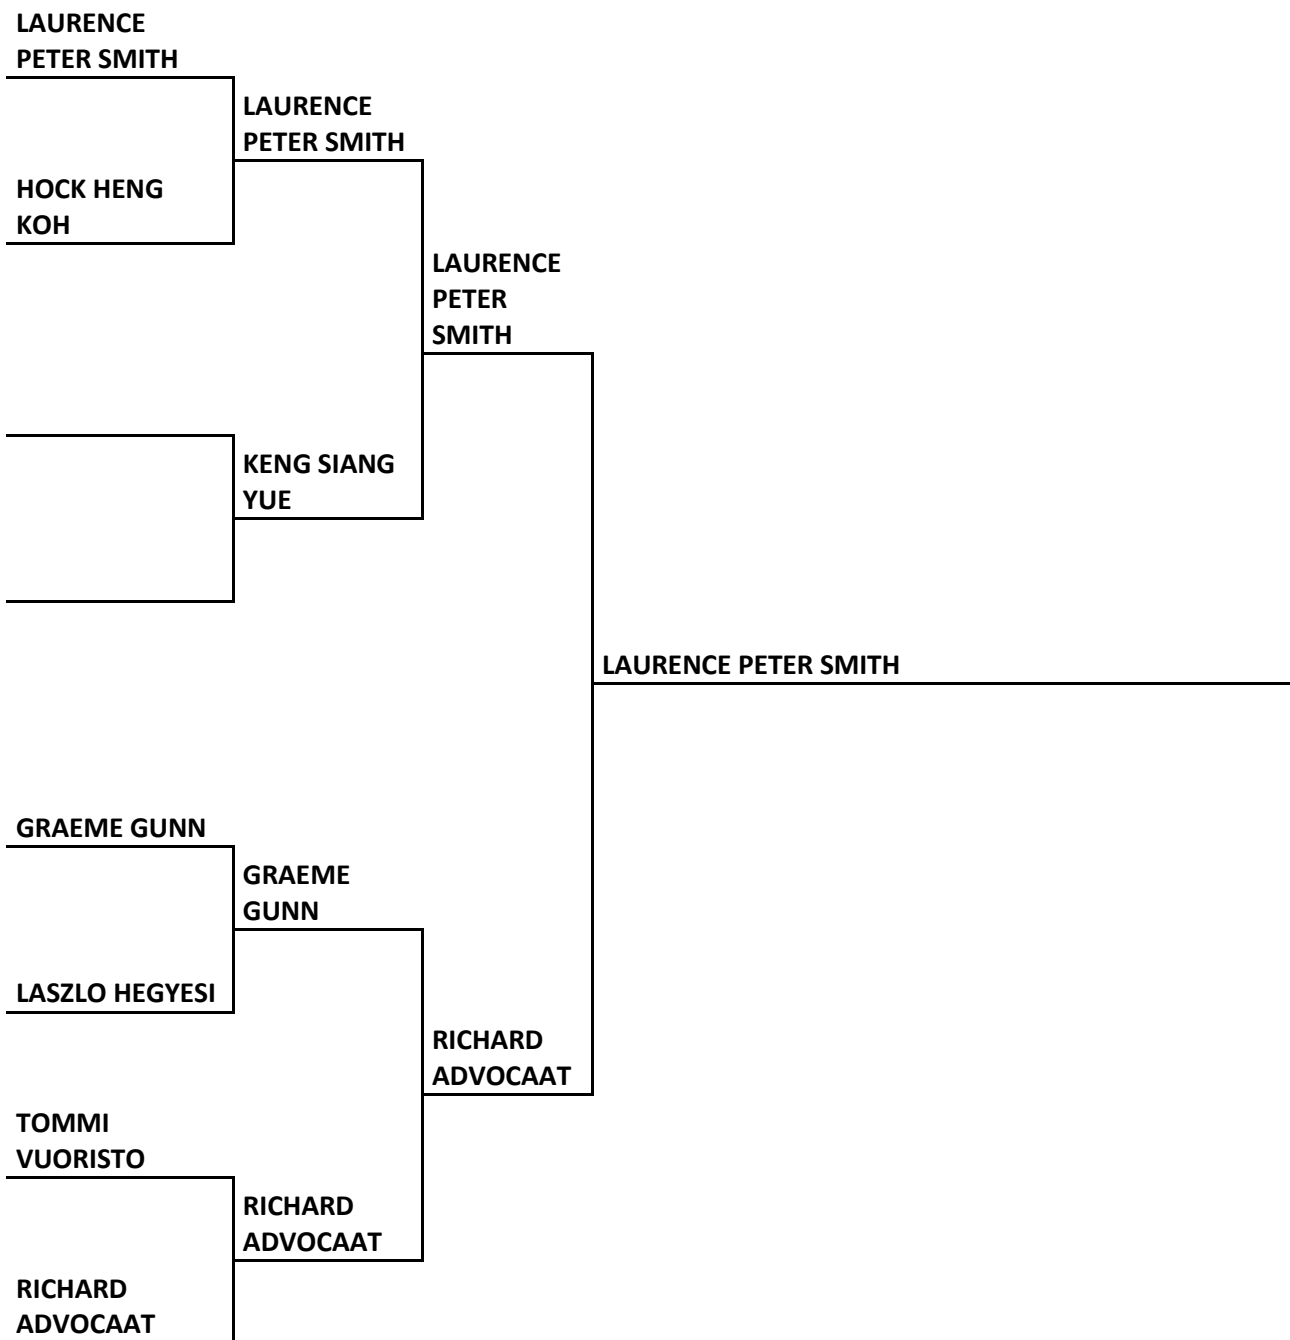 LAURENCE
PETER SMITH
LAURENCE
PETER SMITH
HOCK HENG
KOH
LAURENCE
PETER
SMITH
KENG SIANG
YUE
LAURENCE PETER SMITH
GRAEME GUNN
GRAEME
GUNN
LASZLO HEGYESI
RICHARD
ADVOCAAT
TOMMI
VUORISTO
RICHARD
ADVOCAAT
RICHARD
ADVOCAAT